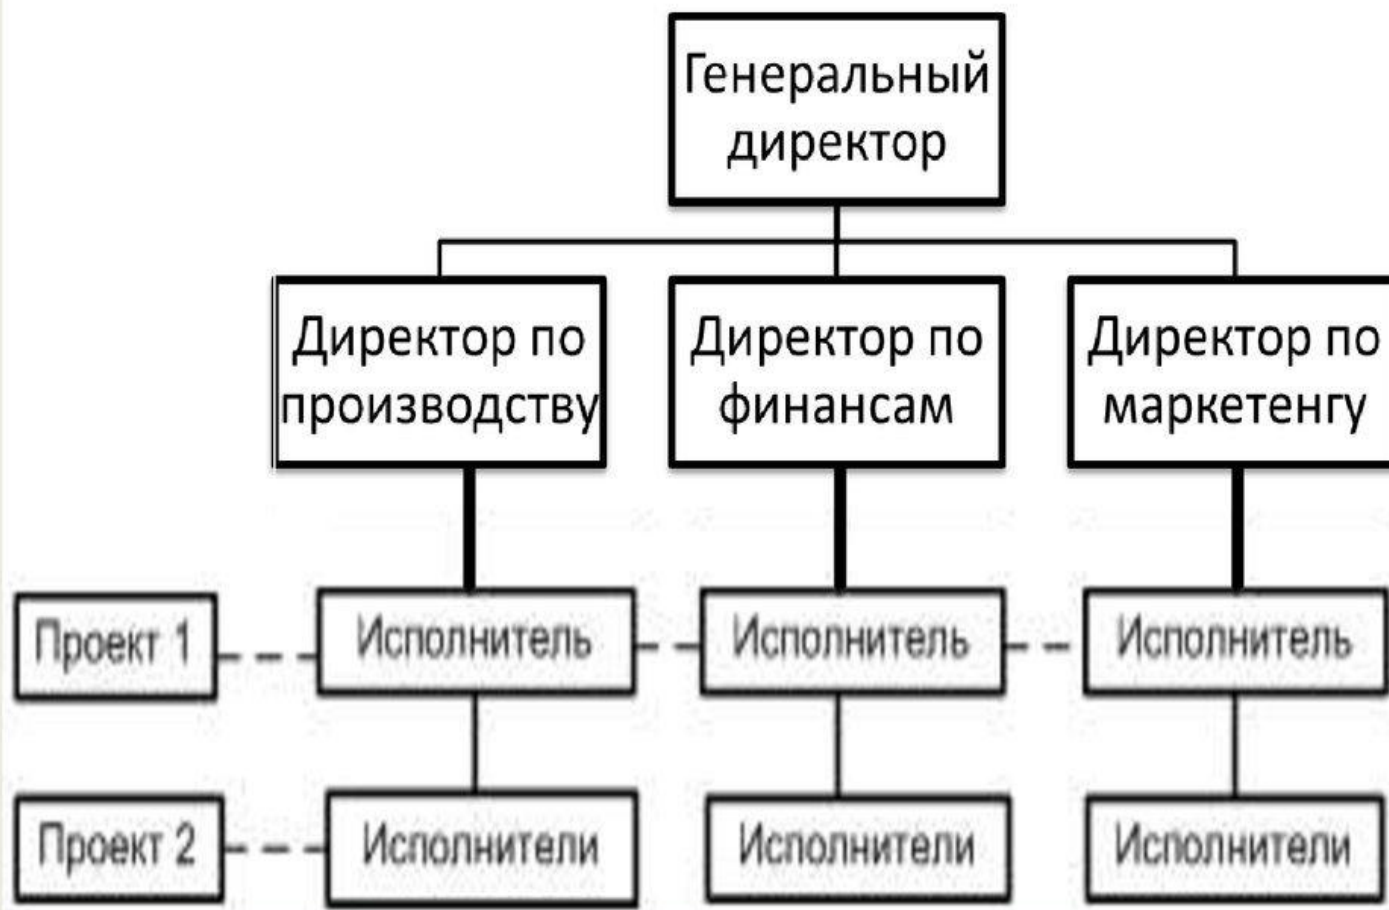 Генеральный
директор
Директор по
производству
Директор по
финансам
Директор по
маркетенгу
Проект 1
Исполнитель
Исполнитель
Исполнитель
Проект 2
Исполнители
Исполнители
Исполнители